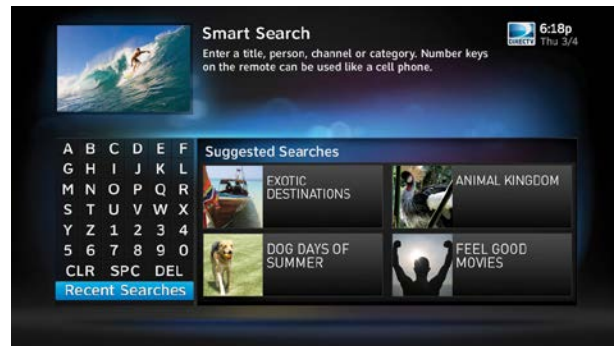 Smart Search
Enter a title, person, channel or category. Number keys
on the remote can be used like a cell phone.
DIRECTV
6:18p
Thu 3/4
A B C D E F
G H I J K L
M N O P Q R
S T U V W X
Y Z 1 2 3 4
5 6 7 8 9 0
CLR SPC DEL
Recent Searches
Suggested Searches
EXOTIC
DESTINATIONS
ANIMAL KINGDOM
DOG DAYS OF
SUMMER
FEEL GOOD
MOVIES